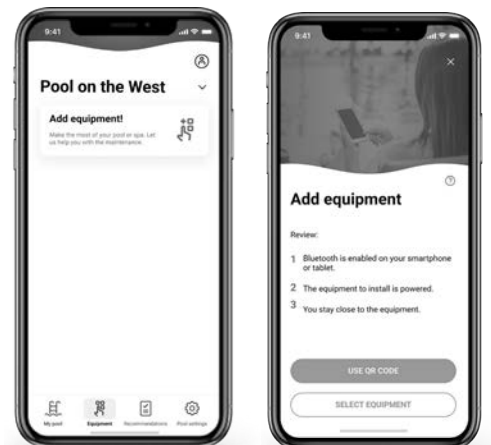 9:41
Pool on the West
Add equipment!
Make the most of your pool or spa. Let
us help you with the maintenance.
My pool
Equipment
Recommendations
Pool settings
9:41
Add equipment
Review:
1 Bluetooth is enabled on your smartphone
or tablet.
2 The equipment to install is powered.
3 You stay close to the equipment.
USE QR CODE
SELECT EQUIPMENT